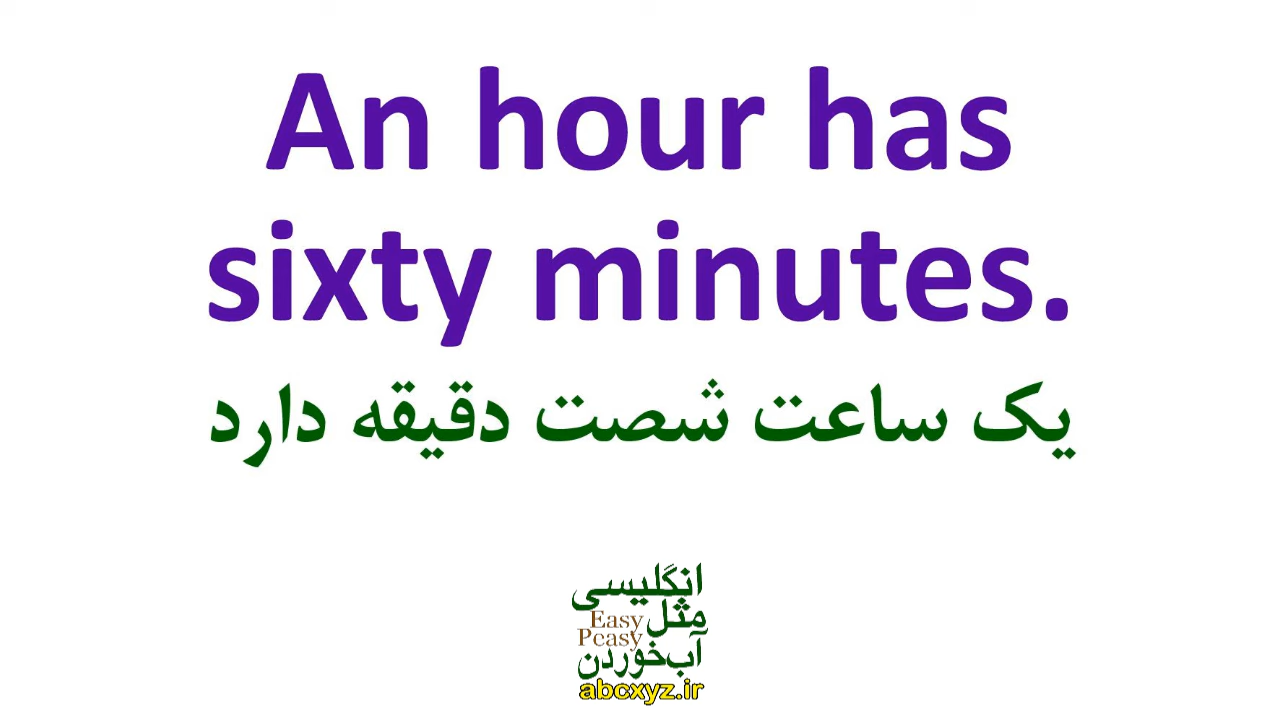 An hour has
sixty minutes.
یک ساعت شصت دقیقه دارد
انگلیسی
مثل
Easy
Peasy
آب‌خوردن
abcxyz.ir